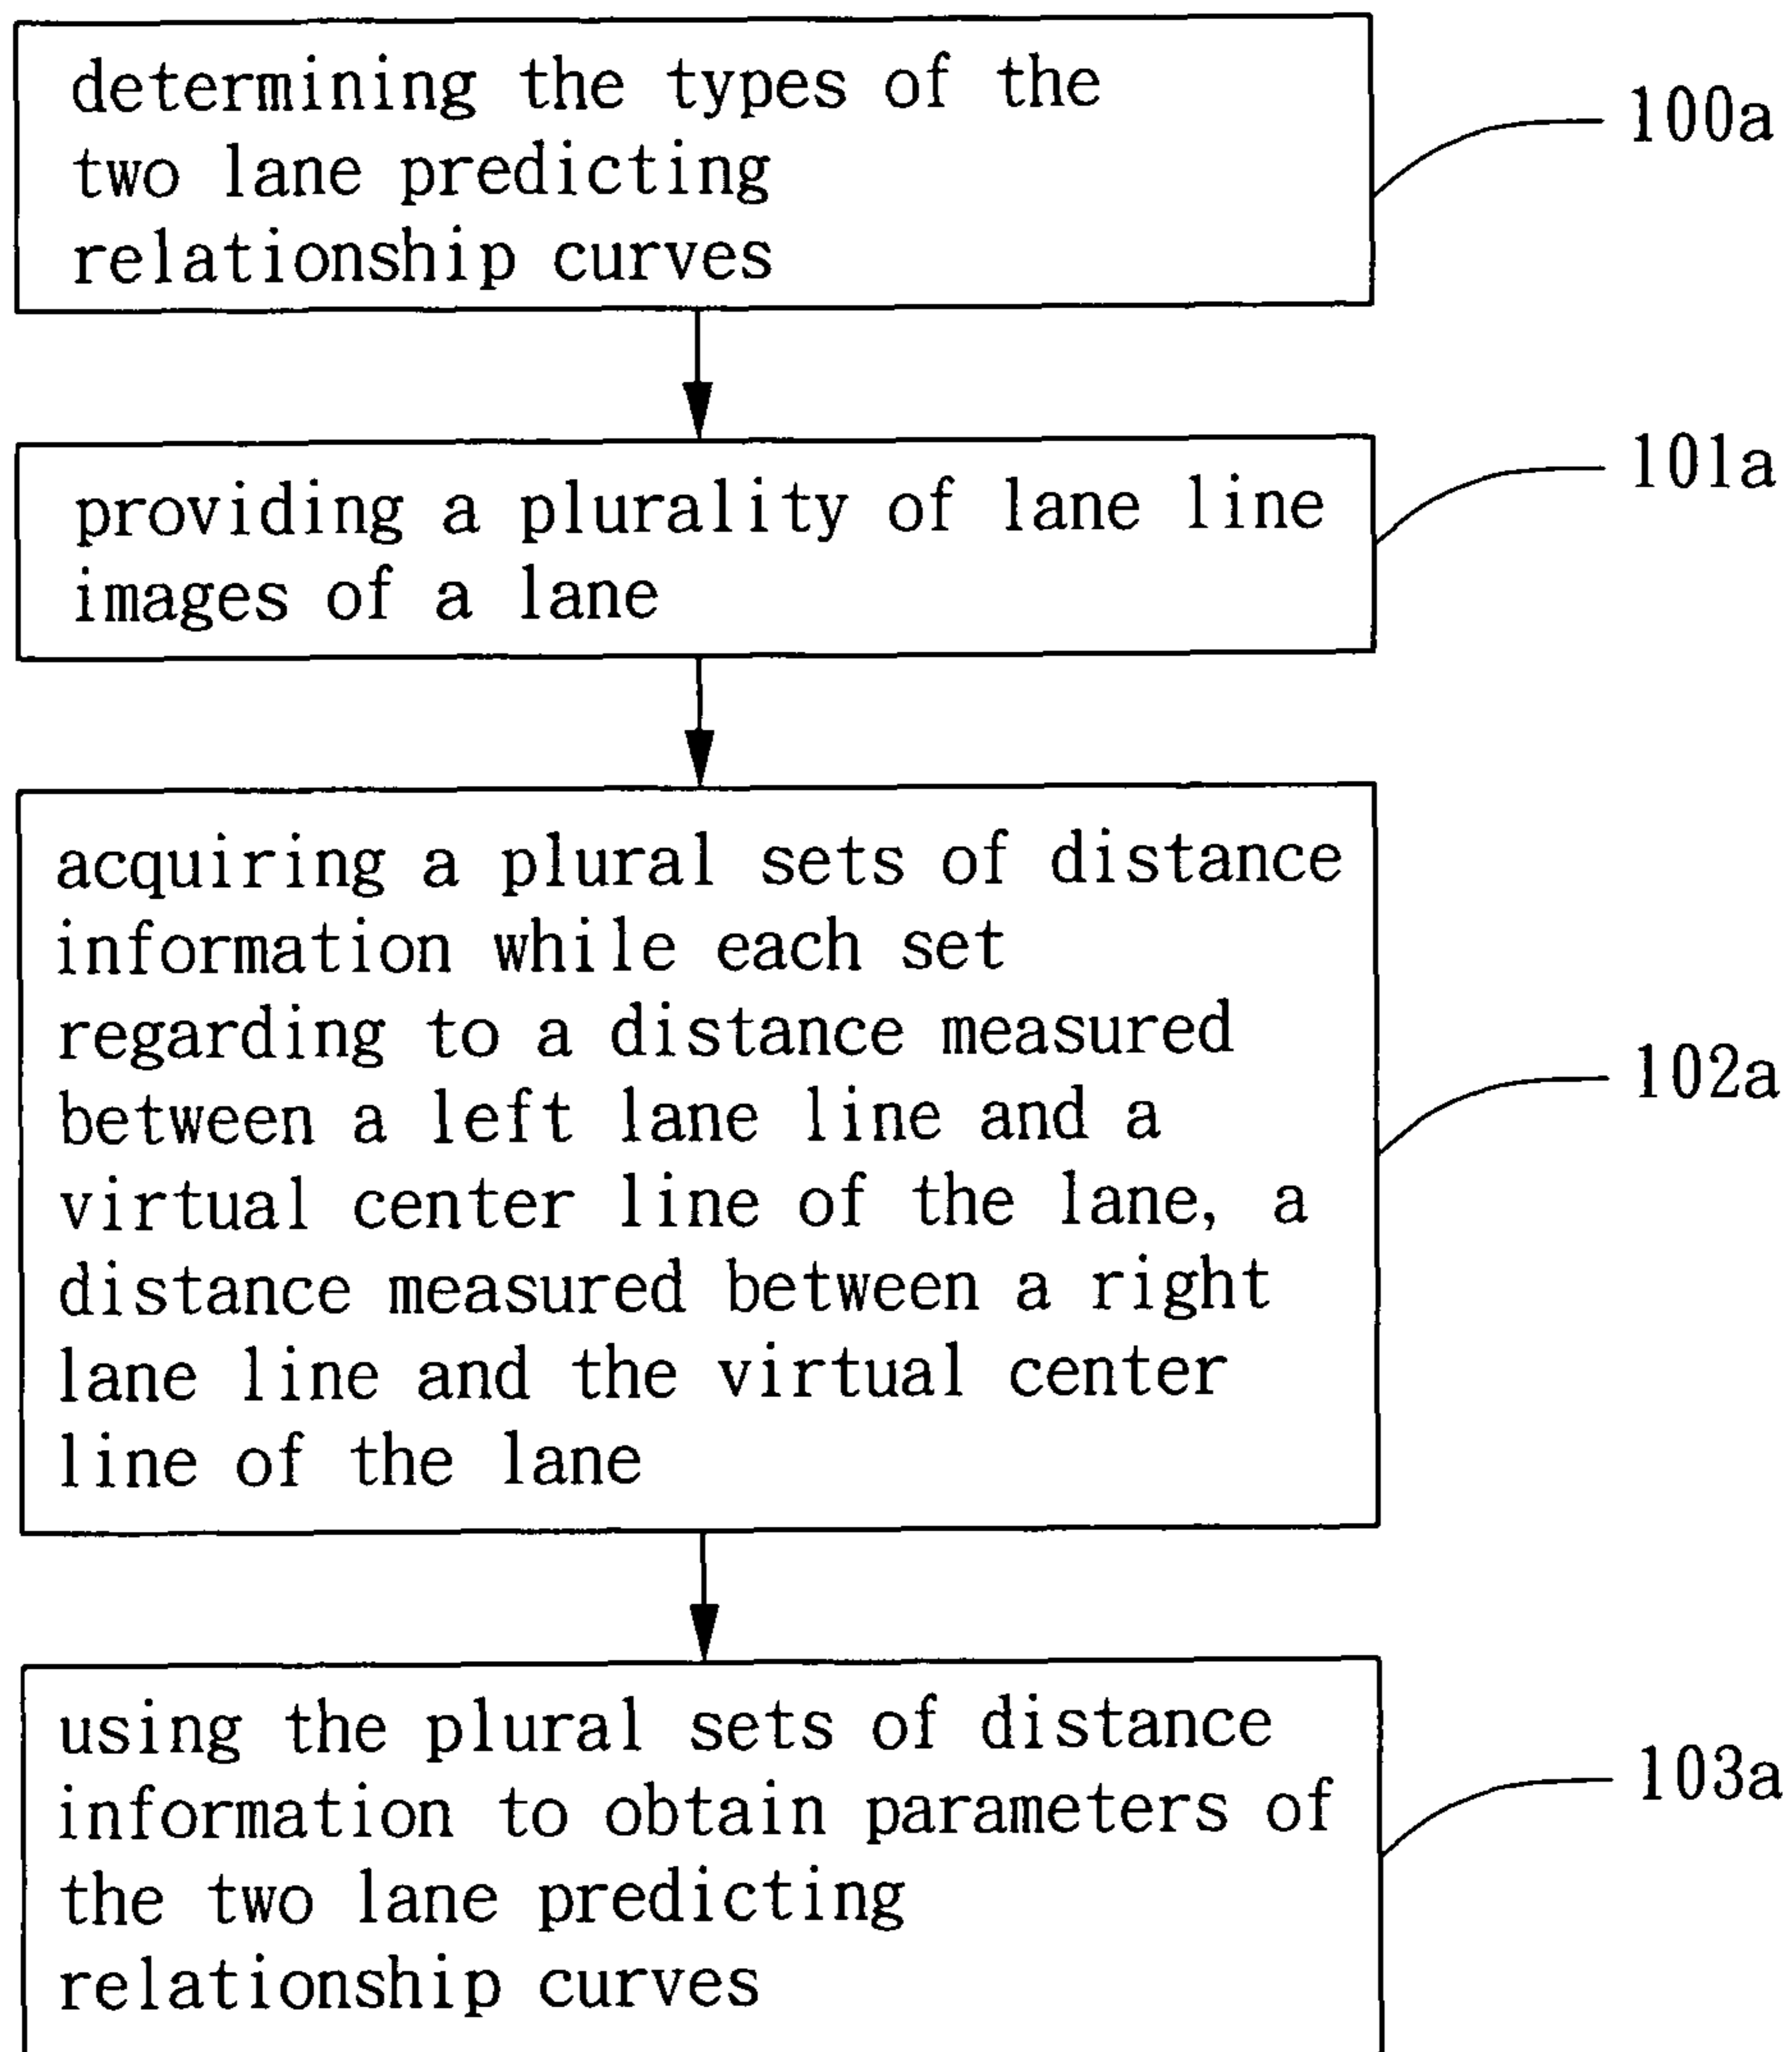 determining the types of the
two lane predicting
relationship curves
100a
providing a plurality of lane line
images of a lane
101a
acquiring a plural sets of distance
information while each set
regarding to a distance measured
between a left lane line and a
virtual center line of the lane, a
distance measured between a right
lane line and the virtual center
line of the lane
102a
using the plural sets of distance
information to obtain parameters of
the two lane predicting
relationship curves
103a